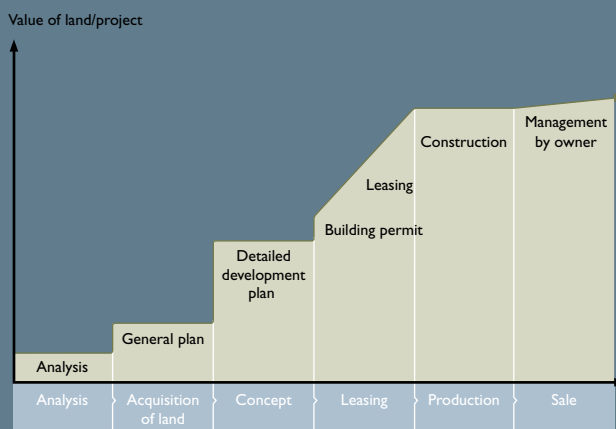 Value of land/project
Management
by owner
Construction
Leasing
Building permit
Detailed
development
plan
General plan
Analysis
Analysis
Acquisition
of land
Concept
Leasing
Production
Sale